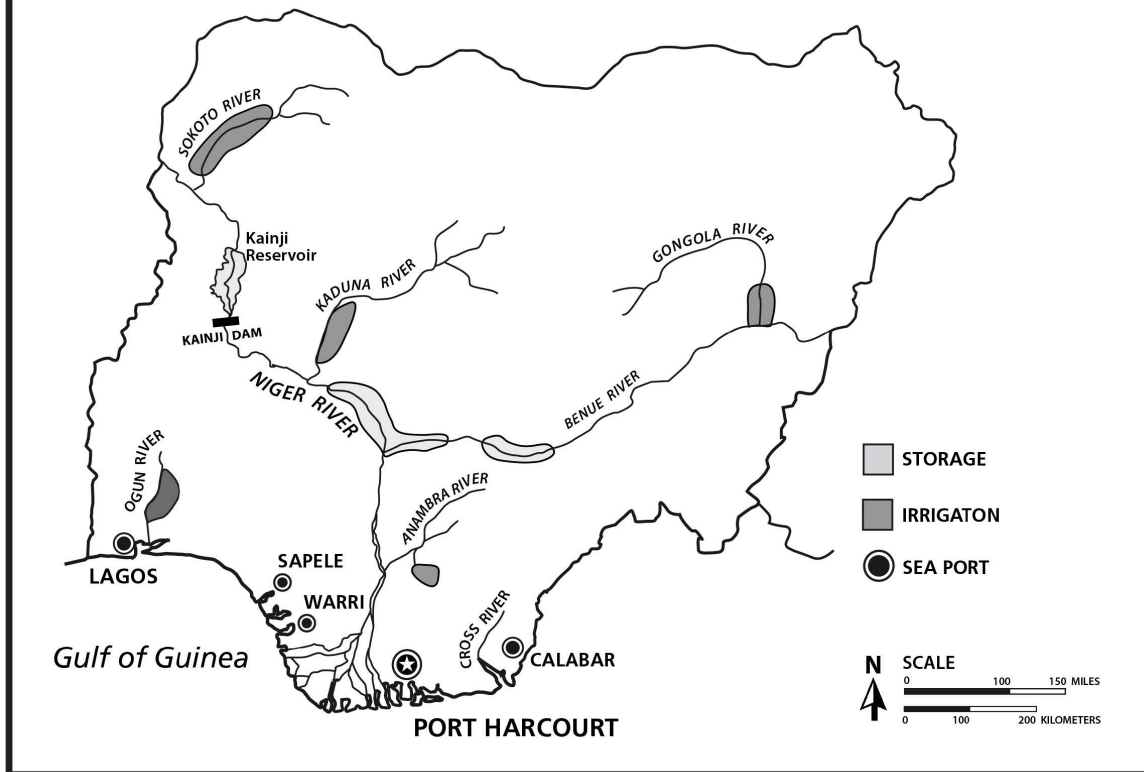 SOKOTO RIVER
Kainji
Reservoir
KAINJI DAM
KADUNA RIVER
GONGOLA RIVER
NIGER RIVER
BENUE RIVER
OGUN RIVER
ANAMBRA RIVER
STORAGE
IRRIGATON
SEA PORT
LAGOS
SAPELE
WARRI
CROSS RIVER
CALABAR
Gulf of Guinea
PORT HARCOURT
N
SCALE
0 100 150 MILES
0 100 200 KILOMETERS